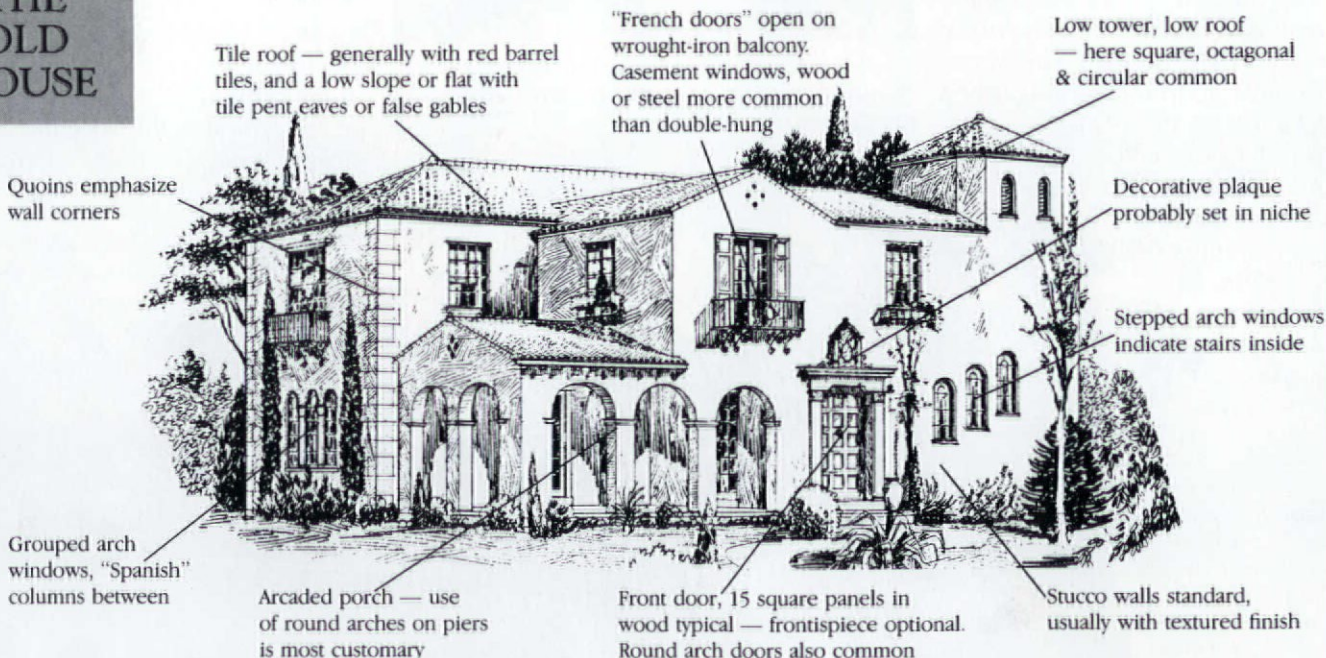 THE
OLD
OUSE
Tile roof — generally with red barrel
tiles, and a low slope or flat with
tile pent eaves or false gables
"French doors" open on
wrought-iron balcony.
Casement windows, wood
or steel more common
than double-hung
Low tower, low roof
— here square, octagonal
& circular common
Quoins emphasize
wall corners
Decorative plaque
probably set in niche
Stepped arch windows
indicate stairs inside
Grouped arch
windows, "Spanish"
columns between
Arcaded porch — use
of round arches on piers
is most customary
Front door, 15 square panels in
wood typical — frontispiece optional.
Round arch doors also common
Stucco walls standard,
usually with textured finish